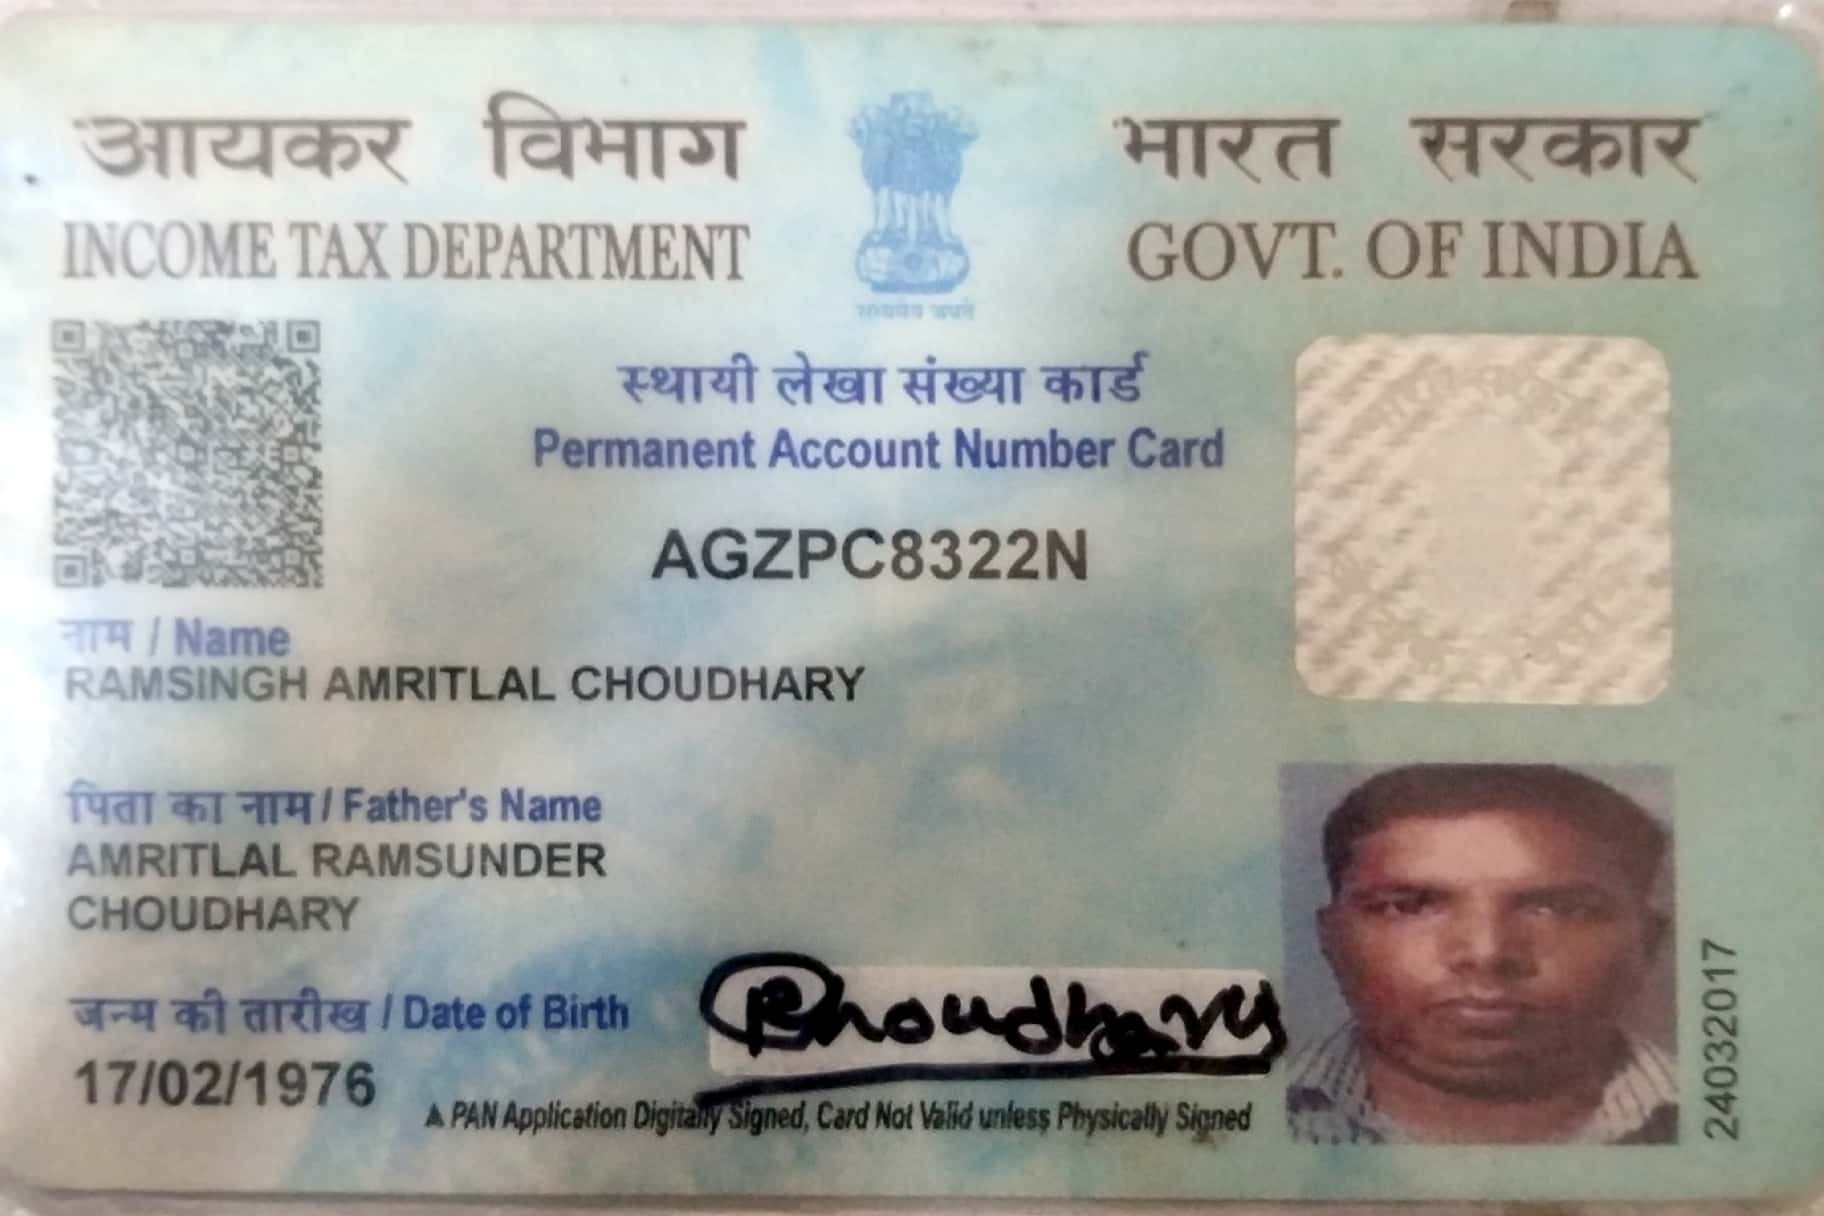 आयकर विभाग
INCOME TAX DEPARTMENT
भारत सरकार
GOVT. OF INDIA
सत्यमेव जयते
स्थायी लेखा संख्या कार्ड
Permanent Account Number Card
AGZPC8322N
नाम / Name
RAMSINGH AMRITLAL CHOUDHARY
पिता का नाम / Father's Name
AMRITLAL RAMSUNDER
CHOUDHARY
जन्म की तारीख / Date of Birth
17/02/1976
RChoudhary
PAN Application Digitally Signed, Card Not Valid unless Physically Signed
24032017